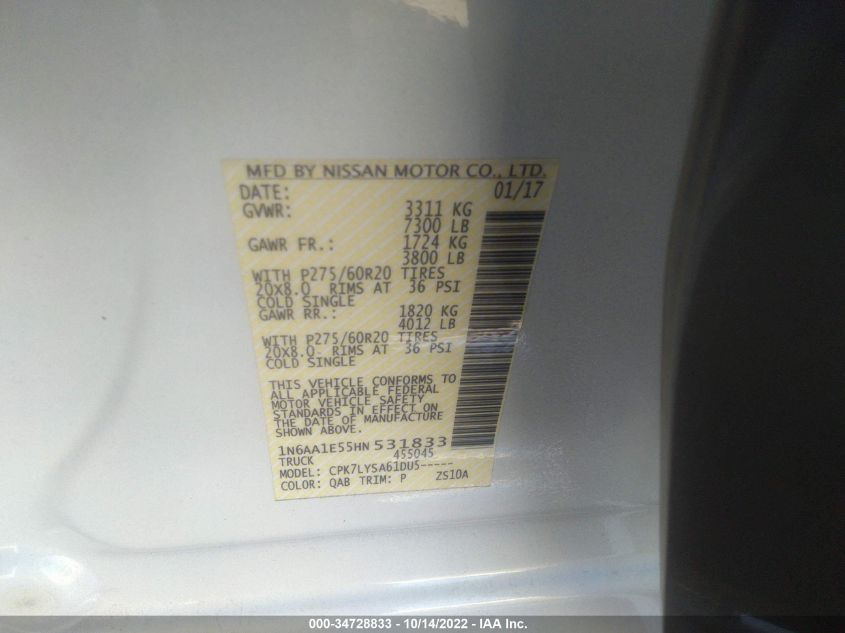 MFD BY NISSAN MOTOR CO., LTD.
DATE: 01/17
GVWR: 3311 KG
7300 LB
GAWR FR.: 1724 KG
3800 LB
WITH P275/60R20 TIRES
20X8.0 RIMS AT 36 PSI
COLD SINGLE
GAWR RR.: 1820 KG
4012 LB
WITH P275/60R20 TIRES
20X8.0 RIMS AT 36 PSI
COLD SINGLE
THIS VEHICLE CONFORMS TO
ALL APPLICABLE FEDERAL
MOTOR VEHICLE SAFETY
STANDARDS IN EFFECT ON
THE DATE OF MANUFACTURE
SHOWN ABOVE.
1N6AA1E55HN 531833
TRUCK 455045
MODEL: CPK7LYSA61DU5-----
COLOR: QAB TRIM: P ZS10A
000-34728833 - 10/14/2022 - IAA Inc.